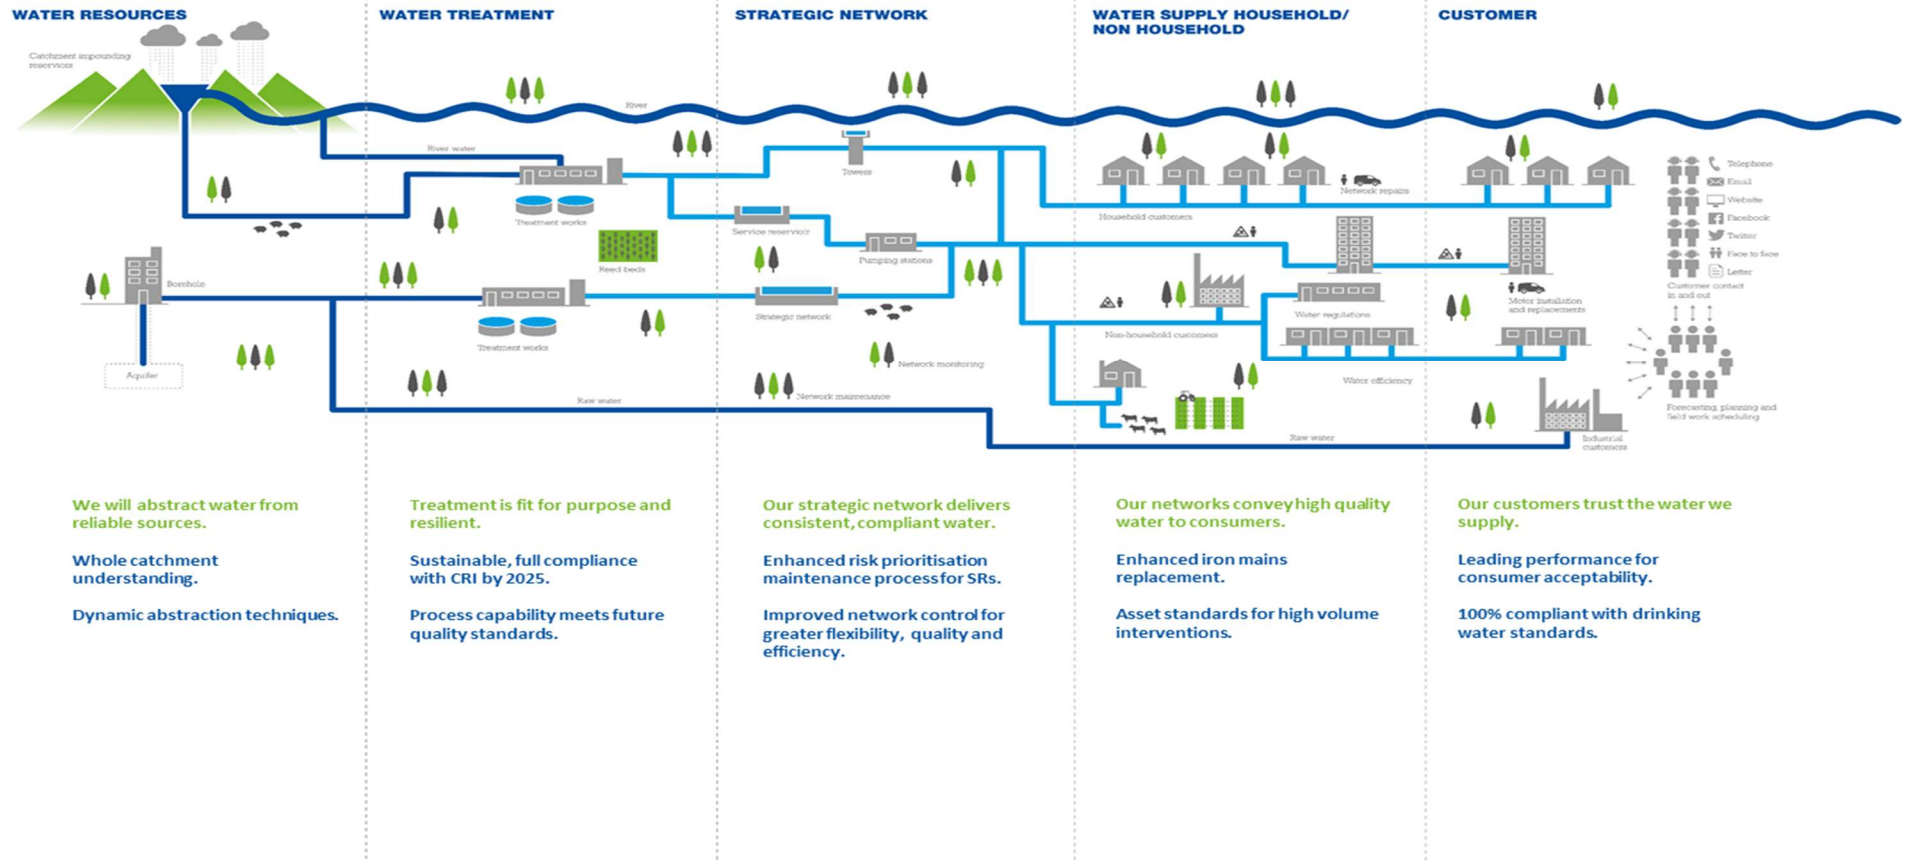 WATER RESOURCES
Catchment impounding
reservoirs
Borehole
Aquifer
We will abstract water from
reliable sources.
Whole catchment
understanding.
Dynamic abstraction techniques.
WATER TREATMENT
River
River water
Treatment works
Reed beds
Treatment works
Raw water
Treatment is fit for purpose and
resilient.
Sustainable, full compliance
with CRI by 2025.
Process capability meets future
quality standards.
STRATEGIC NETWORK
Towers
Service reservoir
Pumping stations
Strategic network
Network monitoring
Network maintenance
Our strategic network delivers
consistent, compliant water.
Enhanced risk prioritisation
maintenance process for SRs.
Improved network control for
greater flexibility, quality and
efficiency.
WATER SUPPLY HOUSEHOLD/
NON HOUSEHOLD
Network repairs
Household customers
Water regulations
Non-household customers
Water efficiency
Raw water
Our networks convey high quality
water to consumers.
Enhanced iron mains
replacement.
Asset standards for high volume
interventions.
CUSTOMER
Telephone
Email
Website
Facebook
Twitter
Face to face
Letter
Customer contact
in and out
Meter installation
and replacements
Forecasting, planning and
field work scheduling
Industrial
customers
Our customers trust the water we
supply.
Leading performance for
consumer acceptability.
100% compliant with drinking
water standards.